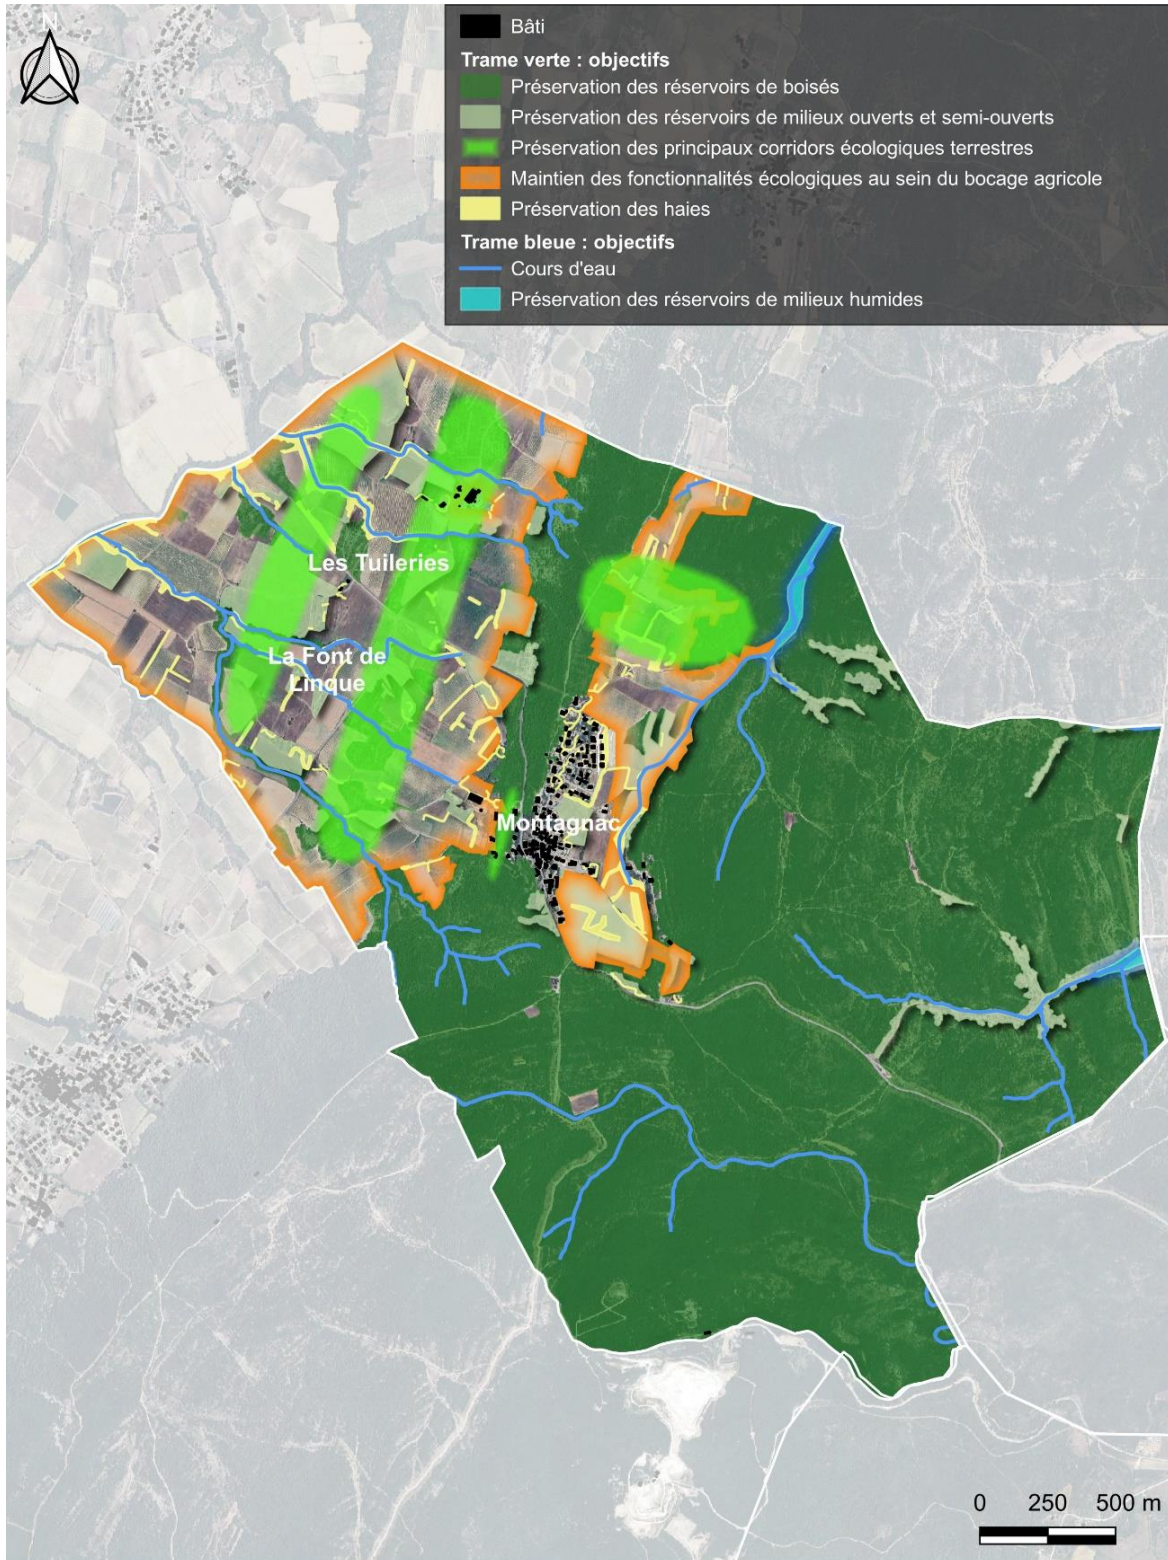 N
Bâti
Trame verte : objectifs
Préservation des réservoirs de boisés
Préservation des réservoirs de milieux ouverts et semi-ouverts
Préservation des principaux corridors écologiques terrestres
Maintien des fonctionnalités écologiques au sein du bocage agricole
Préservation des haies
Trame bleue : objectifs
Cours d'eau
Préservation des réservoirs de milieux humides
Les Tuileries
La Font de
Linque
Montagnac
0 250 500 m